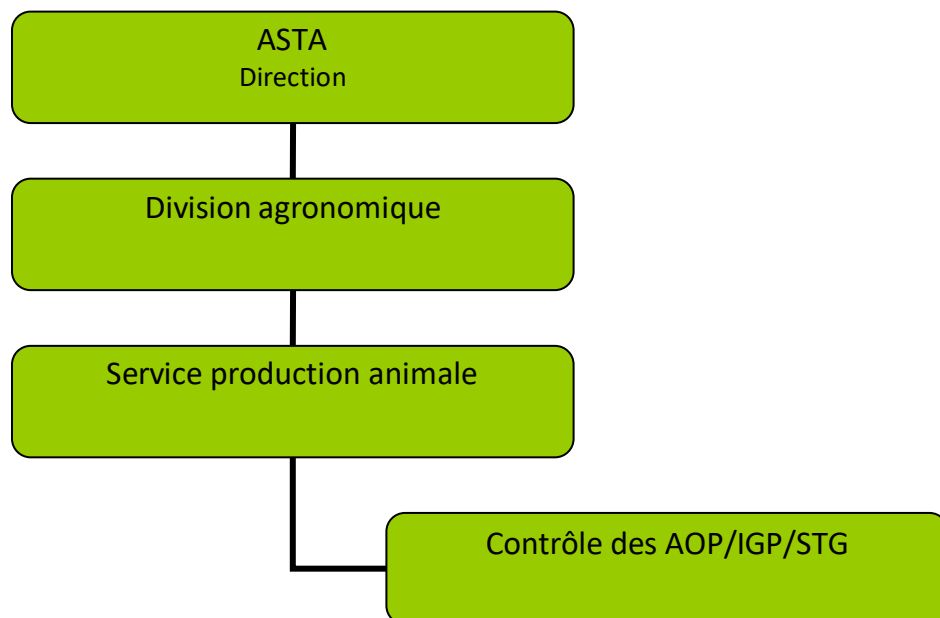 ASTA
Direction
Division agronomique
Service production animale
Contrôle des AOP/IGP/STG